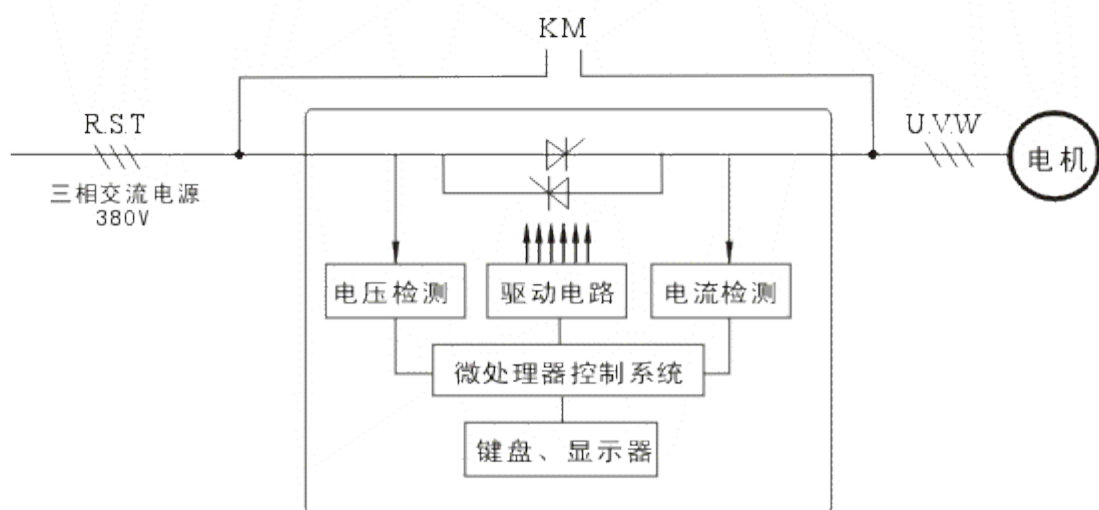 KM
R.S.T
U.V.W
电机
三相交流电源
380V
电压检测
驱动电路
电流检测
微处理器控制系统
键盘、显示器